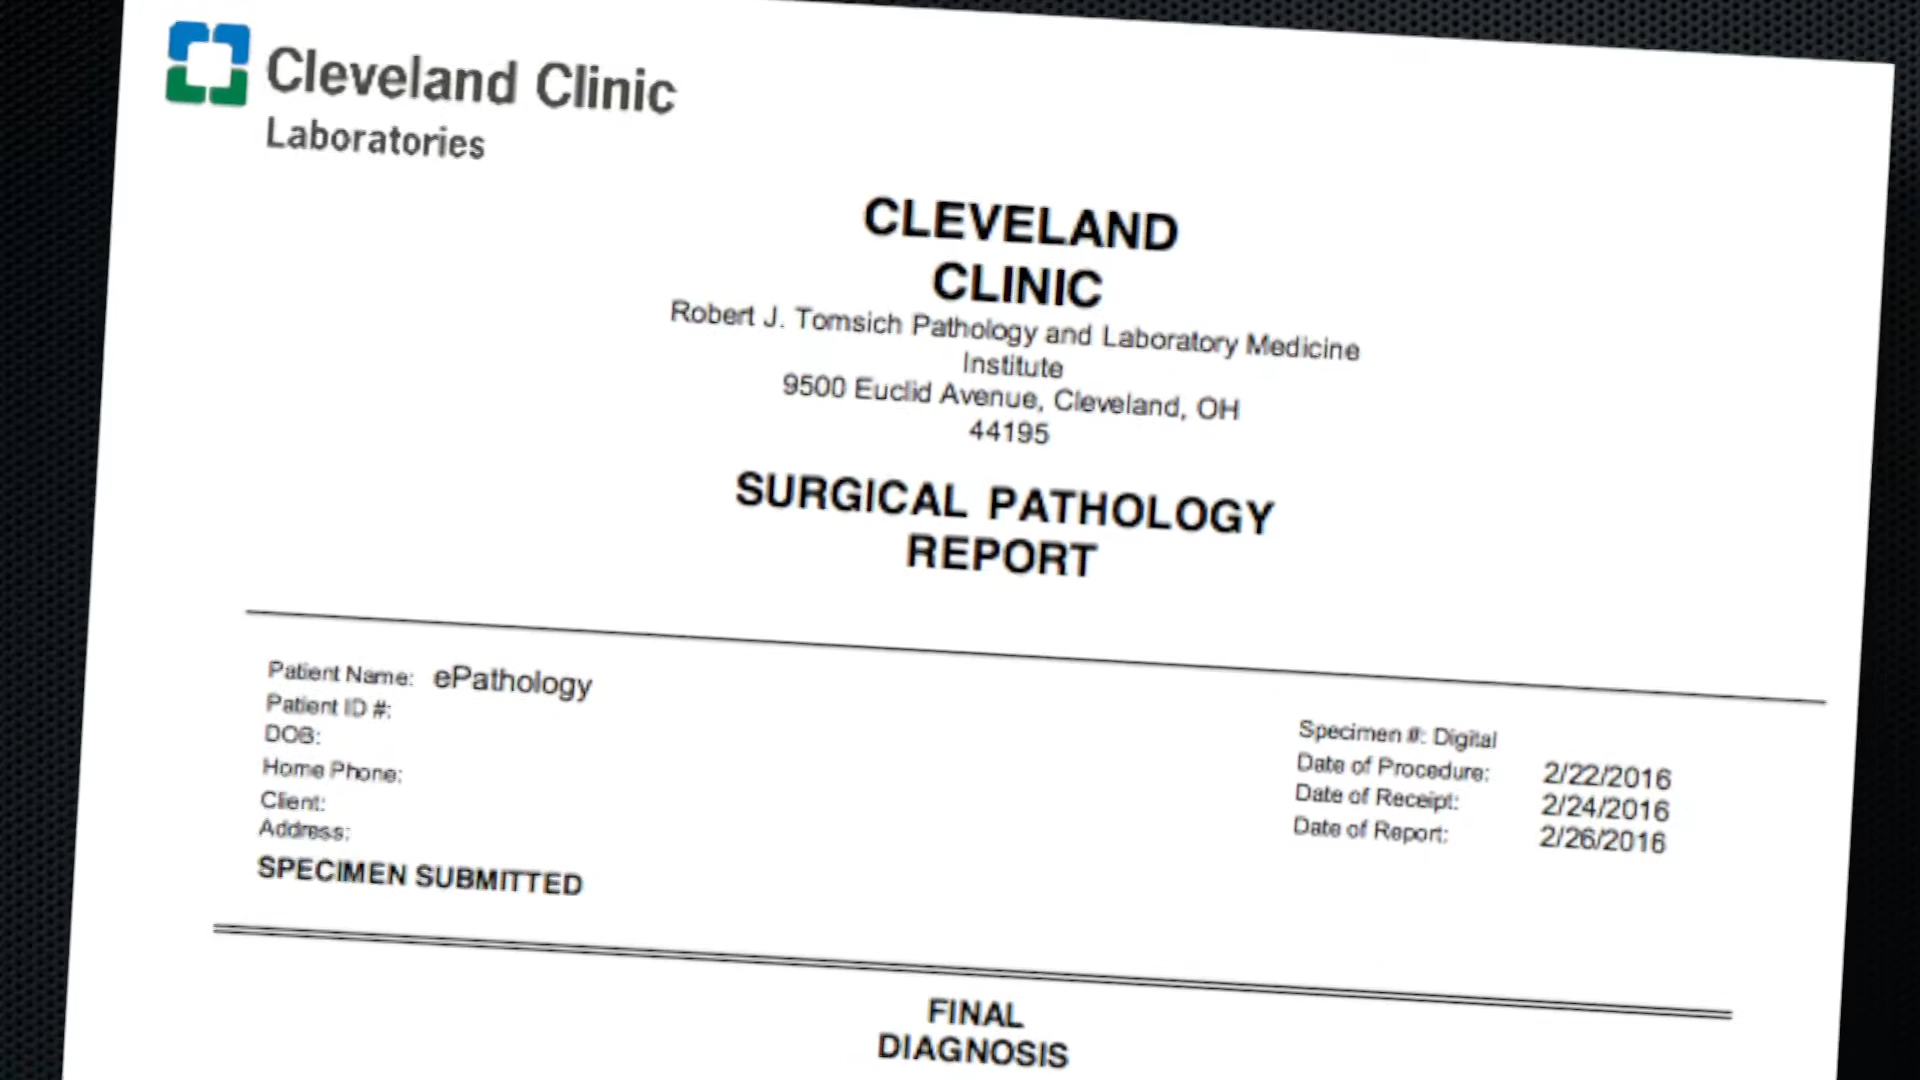 Cleveland Clinic
Laboratories
CLEVELAND
CLINIC
Robert J. Tomsich Pathology and Laboratory Medicine
Institute
9500 Euclid Avenue, Cleveland, OH
44195
SURGICAL PATHOLOGY
REPORT
Patient Name: ePathology
Patient ID #:
DOB:
Home Phone:
Client:
Address:
SPECIMEN SUBMITTED
Specimen #: Digital
Date of Procedure: 2/22/2016
Date of Receipt: 2/24/2016
Date of Report: 2/26/2016
FINAL
DIAGNOSIS